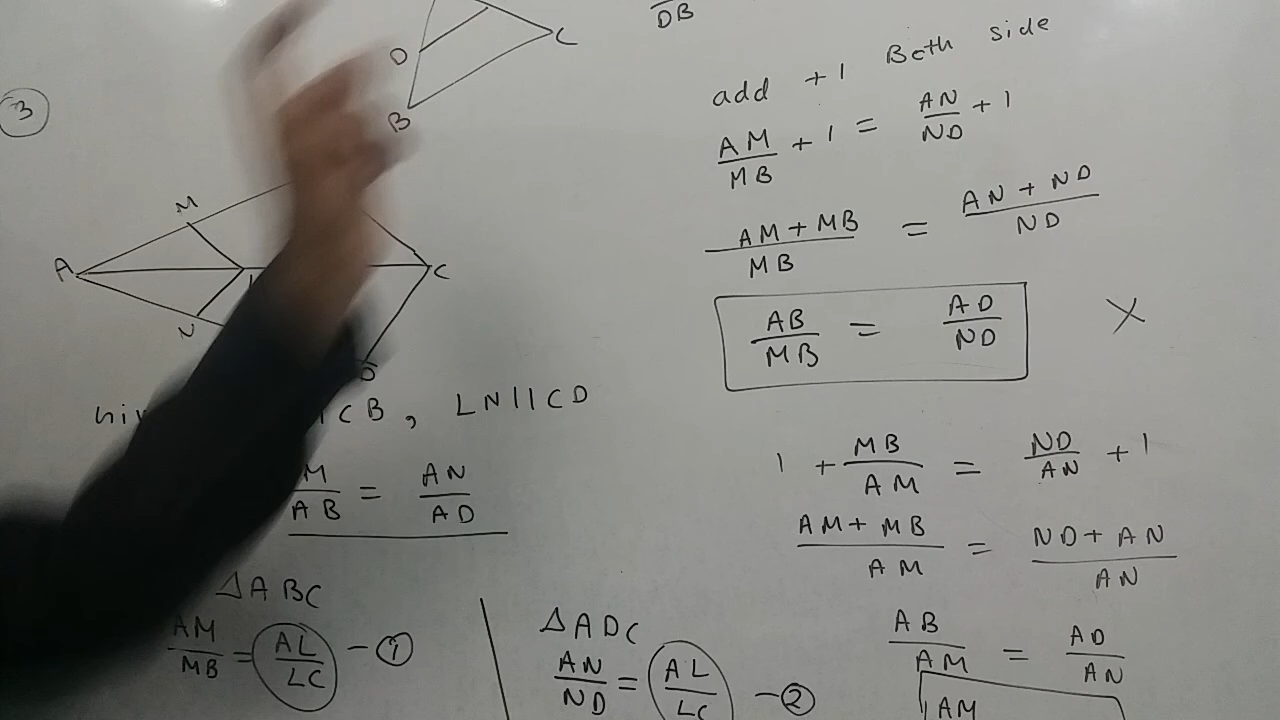 3
D
B
C
M
A
C
N
D
CB, LN||CD
M/AB = AN/AD
ΔABC
AM/MB = AL/LC - ①
ΔADC
AN/ND = AL/LC - ②
DB
add +1 Both side
AM/MB + 1 = AN/ND + 1
AM + MB/MB = AN + ND/ND
AB/MB = AD/ND X
1 + MB/AM = ND/AN + 1
AM + MB/AM = ND + AN/AN
AB/AM = AD/AN
AM